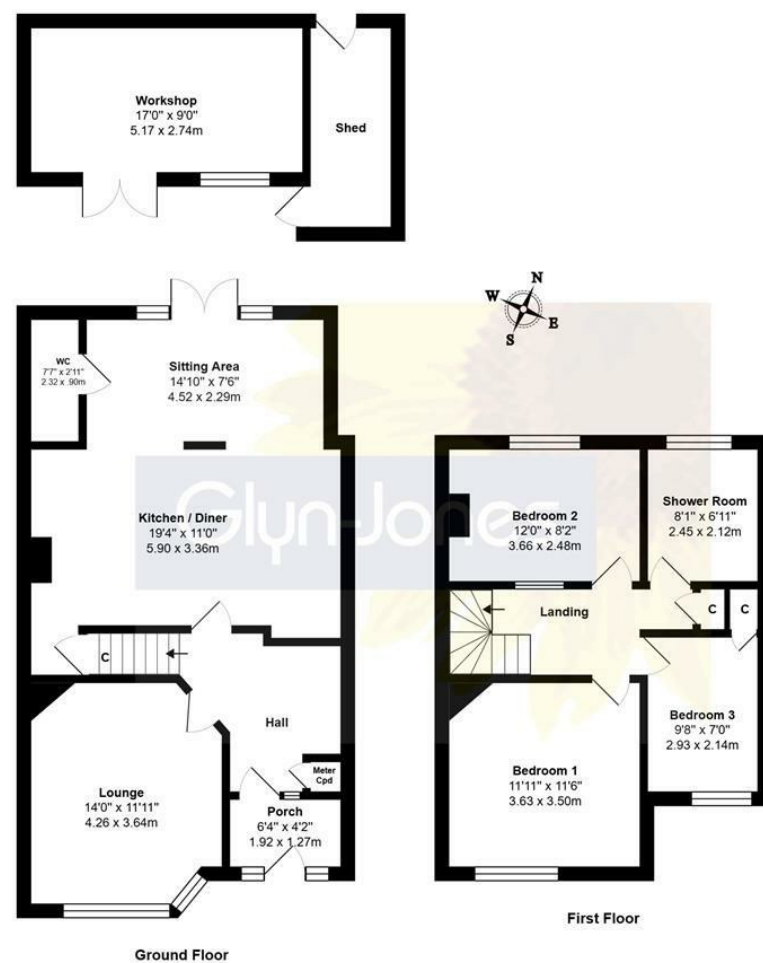 Workshop
17'0" x 9'0"
5.17 x 2.74m
Shed
N
W
E
S
WC
7'7" x 2'11"
2.32 x .90m
Sitting Area
14'10" x 7'6"
4.52 x 2.29m
Glyn-Jones
Kitchen / Diner
19'4" x 11'0"
5.90 x 3.36m
C
Hall
Lounge
14'0" x 11'11"
4.26 x 3.64m
Meter
Cpd
Porch
6'4" x 4'2"
1.92 x 1.27m
Ground Floor
Bedroom 2
12'0" x 8'2"
3.66 x 2.48m
Shower Room
8'1" x 6'11"
2.45 x 2.12m
Landing
C
C
Bedroom 3
9'8" x 7'0"
2.93 x 2.14m
Bedroom 1
11'11" x 11'6"
3.63 x 3.50m
First Floor